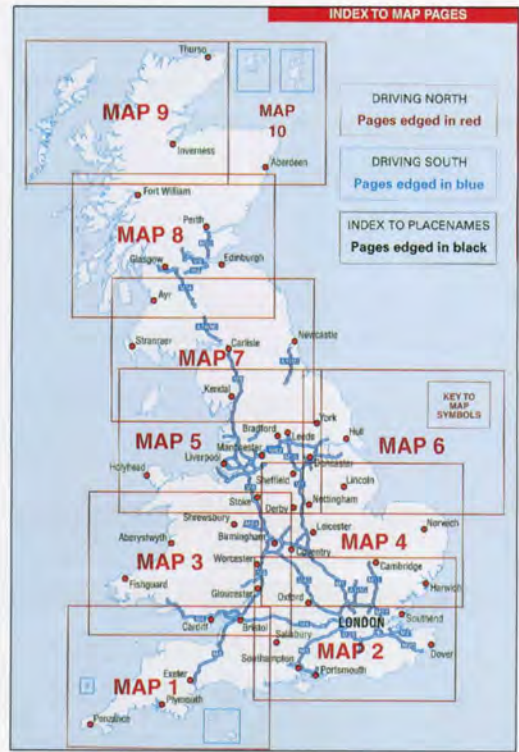 INDEX TO MAP PAGES
Thurso
MAP 9
MAP
10
DRIVING NORTH
Pages edged in red
Inverness
Aberdeen
DRIVING SOUTH
Pages edged in blue
Fort William
INDEX TO PLACENAMES
Pages edged in black
Perth
MAP 8
Glasgow
Edinburgh
Ayr
Stranraer
Newcastle
Carlisle
MAP 7
Kendal
KEY TO
MAP
SYMBOLS
York
Bradford
Leeds
Hull
MAP 5
Manchester
MAP 6
Liverpool
Doncaster
Holyhead
Sheffield
Lincoln
Stoke
Nottingham
Derby
Shrewsbury
Leicester
Norwich
Aberystwyth
Birmingham
MAP 4
Coventry
MAP 3
Worcester
Cambridge
Fishguard
Harwich
Gloucester
Oxford
LONDON
Southend
Cardiff
Bristol
Salisbury
MAP 2
Dover
Southampton
Portsmouth
Exeter
MAP 1
Plymouth
Penzance